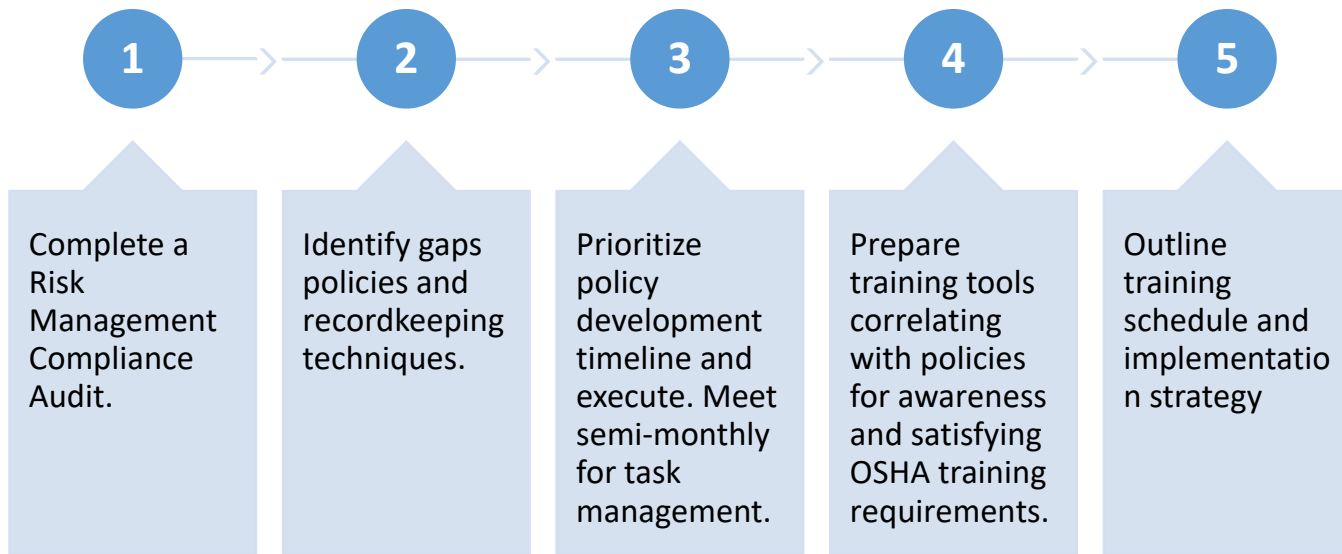 1
2
3
4
5
Complete a
Risk
Management
Compliance
Audit.
Identify gaps
policies and
recordkeeping
techniques.
Prioritize
policy
development
timeline and
execute. Meet
semi-monthly
for task
management.
Prepare
training tools
correlating
with policies
for awareness
and satisfying
OSHA training
requirements.
Outline
training
schedule and
implementatio
n strategy